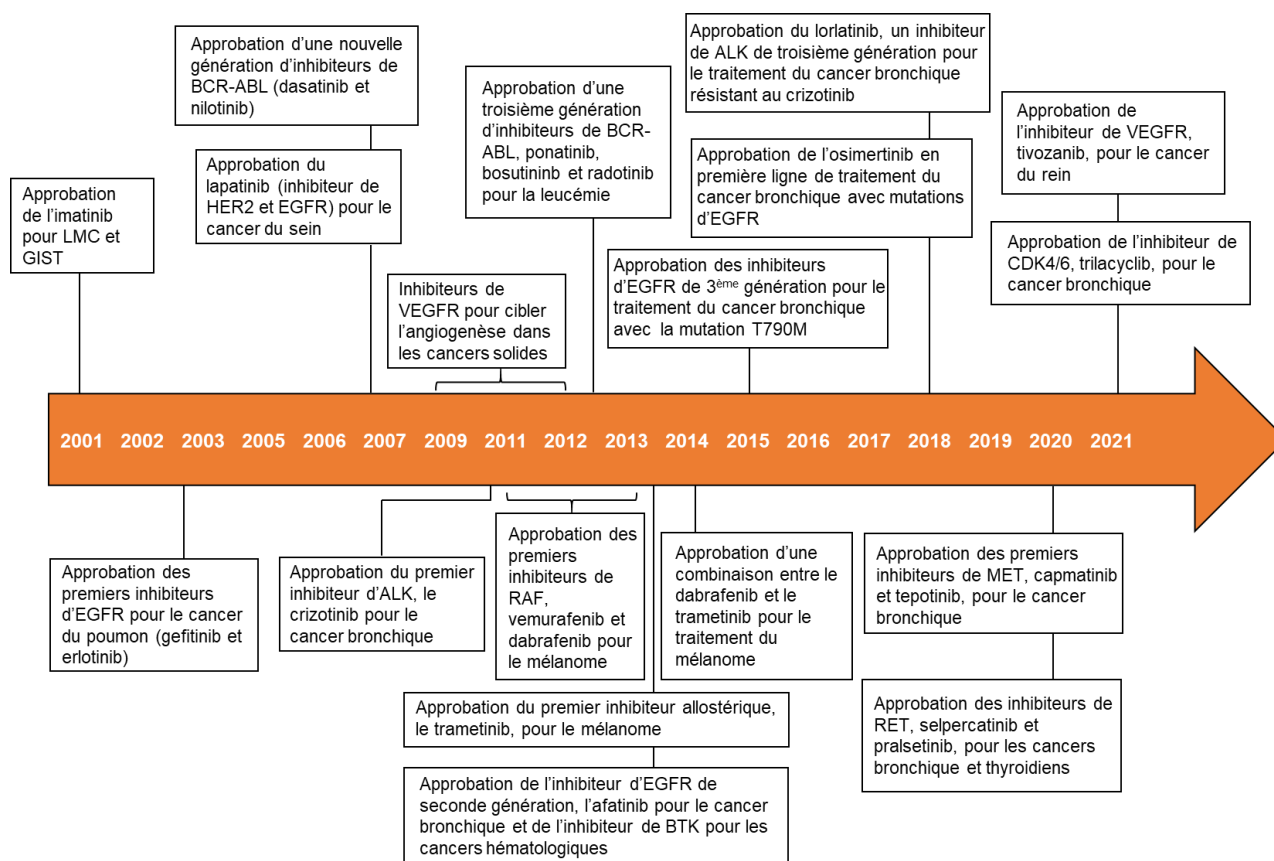 Approbation d’une nouvelle
génération d’inhibiteurs de
BCR-ABL (dasatinib et
nilotinib)
Approbation du lorlatinib, un inhibiteur
de ALK de troisième génération pour
le traitement du cancer bronchique
résistant au crizotinib
Approbation d’une
troisième génération
d’inhibiteurs de BCR-
ABL, ponatinib,
bosutininb et radotinib
pour la leucémie
Approbation de
l’inhibiteur de VEGFR,
tivozanib, pour le cancer
du rein
Approbation du
lapatinib (inhibiteur de
HER2 et EGFR) pour le
cancer du sein
Approbation de l’osimertinib en
première ligne de traitement du
cancer bronchique avec mutations
d’EGFR
Approbation
de l’imatinib
pour LMC et
GIST
Approbation de l’inhibiteur de
CDK4/6, trilacyclib, pour le
cancer bronchique
Inhibiteurs de
VEGFR pour cibler
l’angiogenèse dans
les cancers solides
Approbation des inhibiteurs
d’EGFR de 3ème génération pour le
traitement du cancer bronchique
avec la mutation T790M
2001 2002 2003 2005 2006 2007 2009 2011 2012 2013 2014 2015 2016 2017 2018 2019 2020 2021
Approbation des
premiers inhibiteurs
d’EGFR pour le cancer
du poumon (gefitinib et
erlotinib)
Approbation du premier
inhibiteur d’ALK, le
crizotinib pour le
cancer bronchique
Approbation des
premiers
inhibiteurs de
RAF,
vemurafenib et
dabrafenib pour
le mélanome
Approbation d’une
combinaison entre le
dabrafenib et le
trametinib pour le
traitement du
mélanome
Approbation des premiers
inhibiteurs de MET, capmatinib
et tepotinib, pour le cancer
bronchique
Approbation du premier inhibiteur allostérique,
le trametinib, pour le mélanome
Approbation des inhibiteurs de
RET, selpercatinib et
pralsetinib, pour les cancers
bronchique et thyroidiens
Approbation de l’inhibiteur d’EGFR de
seconde génération, l’afatinib pour le cancer
bronchique et de l’inhibiteur de BTK pour les
cancers hématologiques